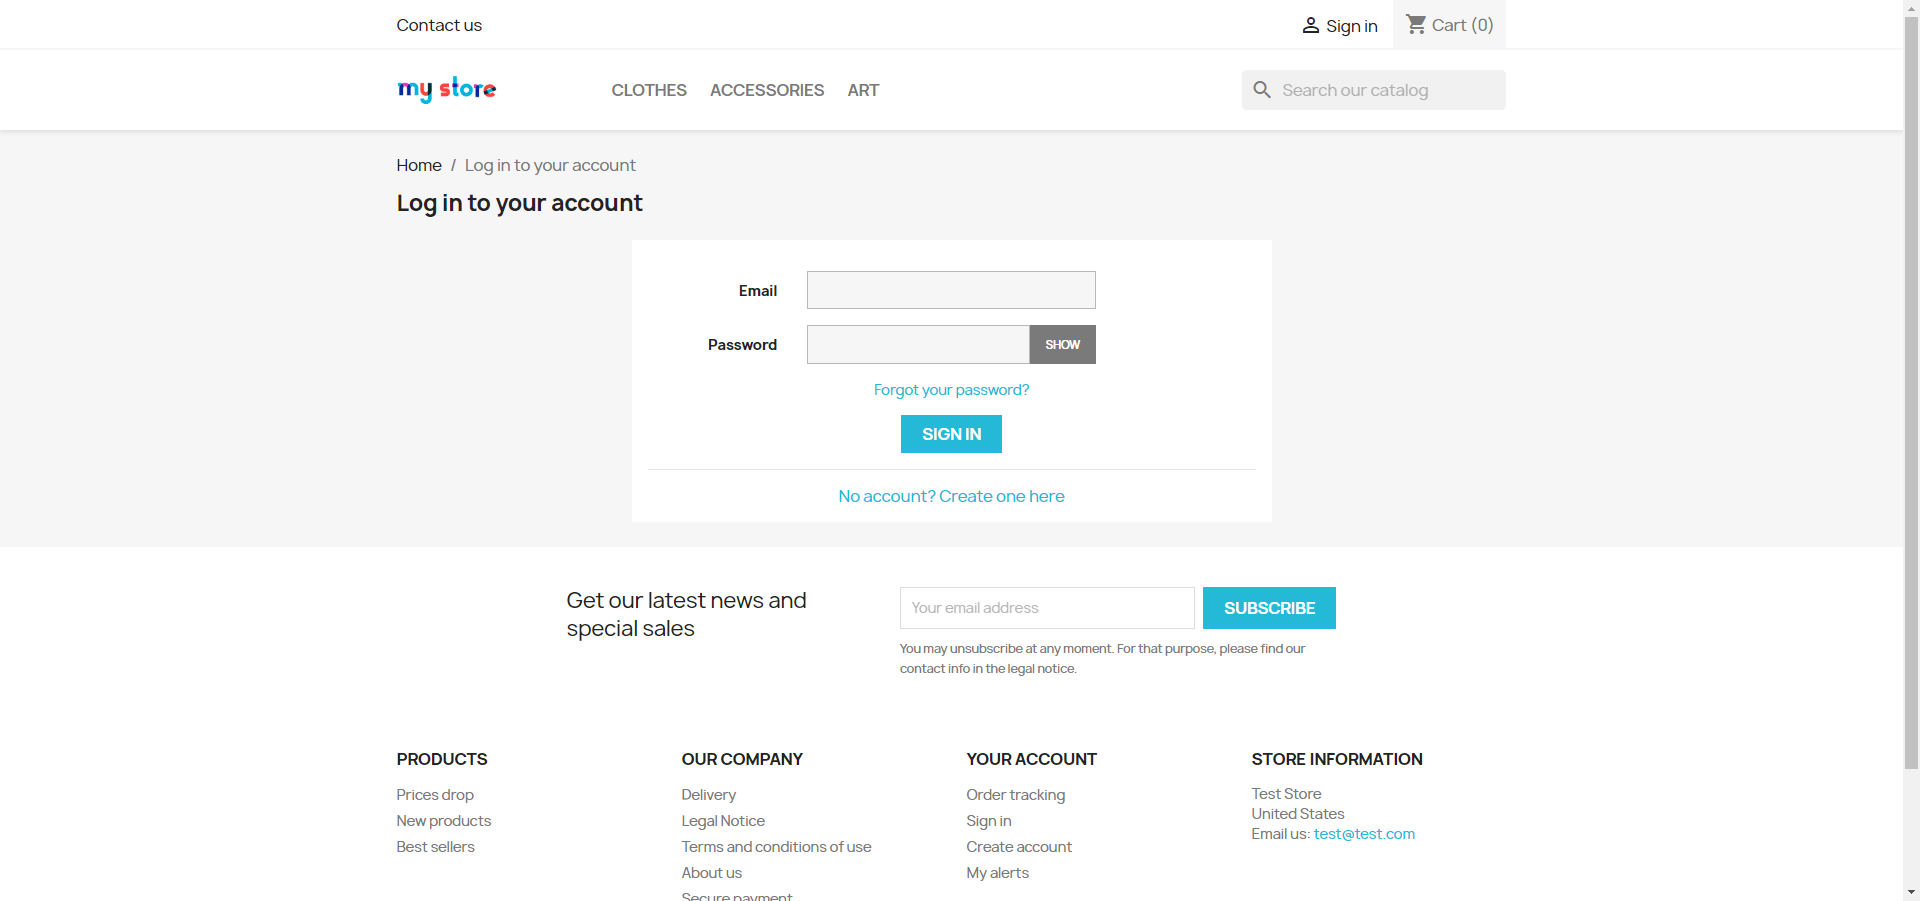 Contact us
Sign in
Cart (0)
my store
CLOTHES
ACCESSORIES
ART
Search our catalog
Home / Log in to your account
Log in to your account
Email
Password
SHOW
Forgot your password?
SIGN IN
No account? Create one here
Get our latest news and
special sales
Your email address
SUBSCRIBE
You may unsubscribe at any moment. For that purpose, please find our
contact info in the legal notice.
PRODUCTS
Prices drop
New products
Best sellers
OUR COMPANY
Delivery
Legal Notice
Terms and conditions of use
About us
Secure payment
YOUR ACCOUNT
Order tracking
Sign in
Create account
My alerts
STORE INFORMATION
Test Store
United States
Email us: test@test.com